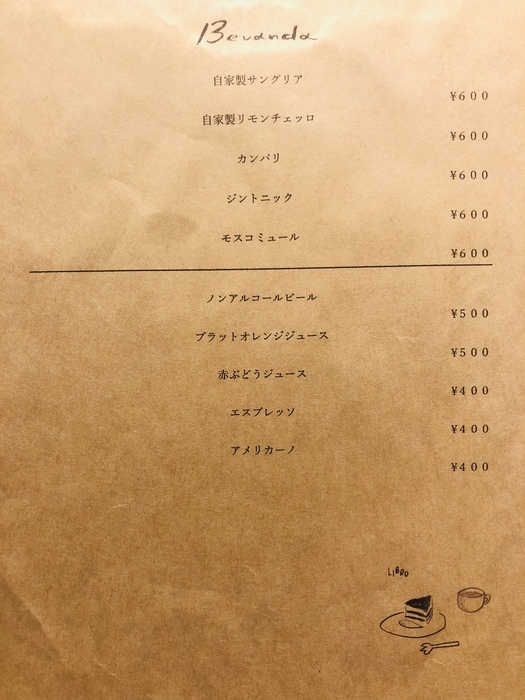 Bevanda
自家製サングリア
¥600
自家製リモンチェッロ
¥600
カンパリ
¥600
ジントニック
¥600
モスコミュール
¥600
ノンアルコールビール
¥500
ブラットオレンジジュース
¥500
赤ぶどうジュース
¥400
エスプレッソ
¥400
アメリカーノ
¥400
LIBRO